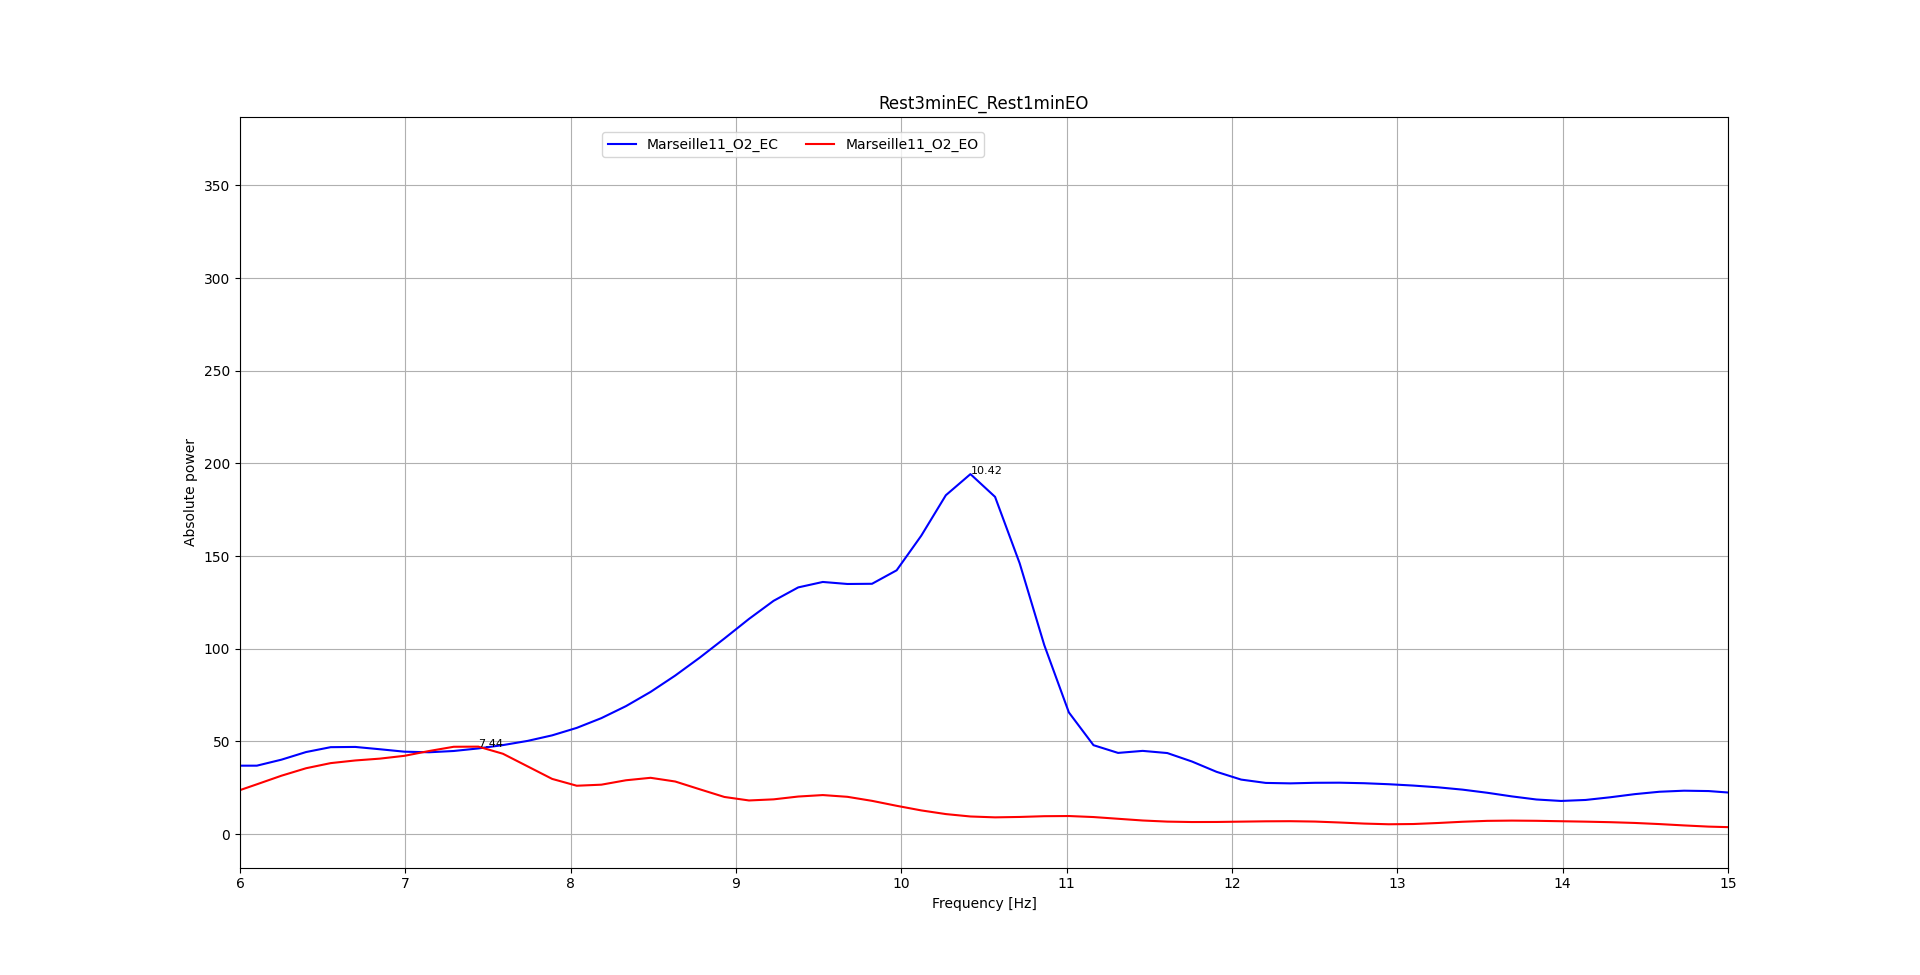 Rest3minEC_Rest1minEO
Marseille11_O2_EC
Marseille11_O2_EO
350
300
250
200
150
100
50
0
Absolute power
10.42
7.44
6 7 8 9 10 11 12 13 14 15
Frequency [Hz]